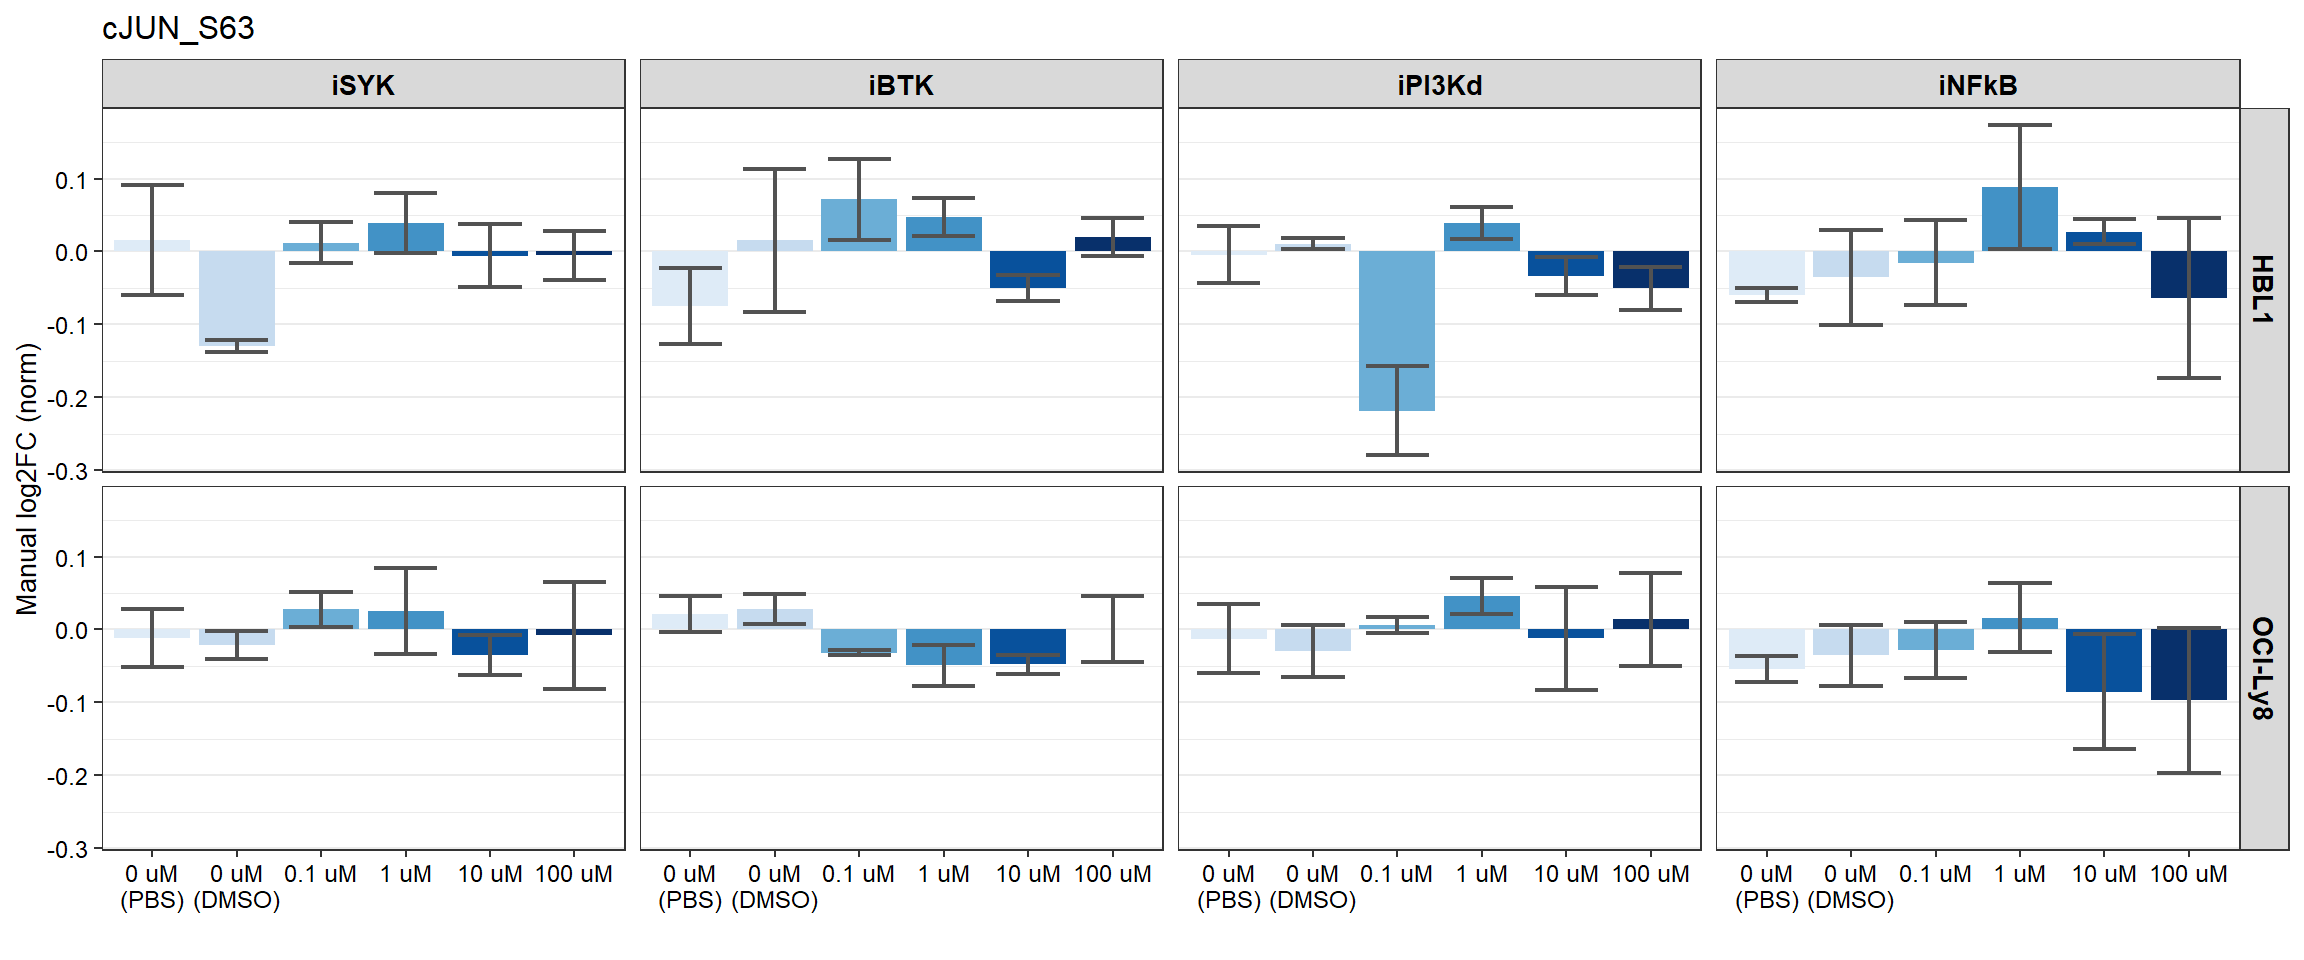 cJUN_S63
iSYK
iBTK
iPI3Kd
iNFkB
Manual log2FC (norm)
0.1
0.0
-0.1
-0.2
-0.3
HBL1
0.1
0.0
-0.1
-0.2
-0.3
OCI-Ly8
0 uM 0 uM 0.1 uM 1 uM 10 uM 100 uM
(PBS) (DMSO)
0 uM 0 uM 0.1 uM 1 uM 10 uM 100 uM
(PBS) (DMSO)
0 uM 0 uM 0.1 uM 1 uM 10 uM 100 uM
(PBS) (DMSO)
0 uM 0 uM 0.1 uM 1 uM 10 uM 100 uM
(PBS) (DMSO)